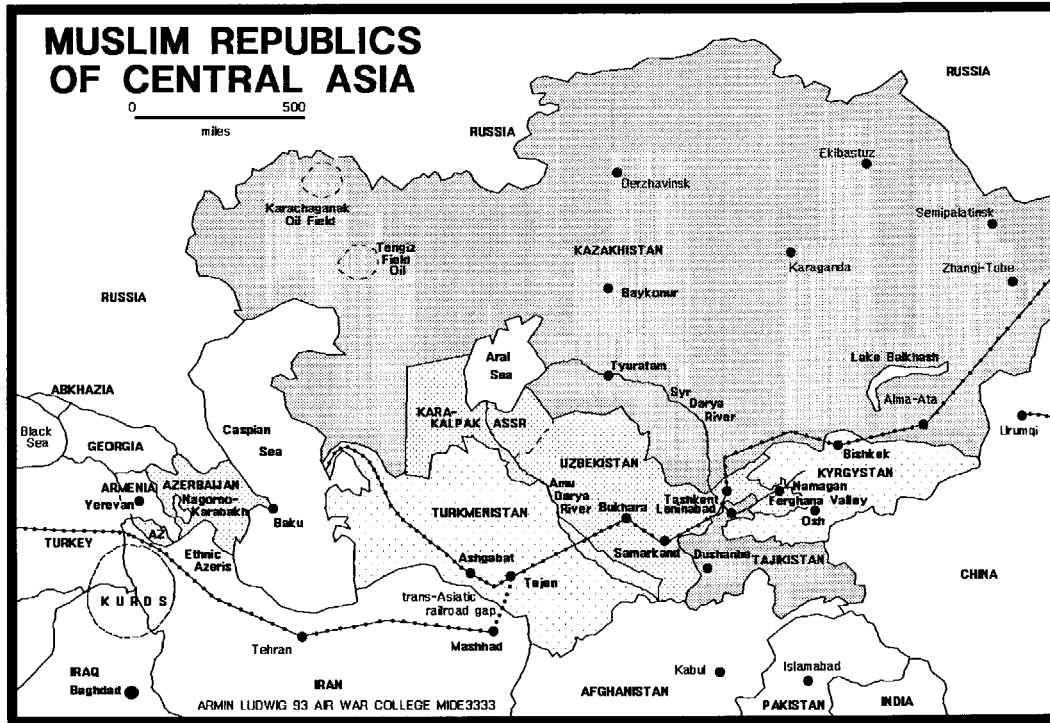 MUSLIM REPUBLICS
OF CENTRAL ASIA
0 500
miles
RUSSIA
RUSSIA
Ekibastuz
Derzhavinsk
Karachaganak
Oil Field
Semipalatinsk
Tengiz
Field
Oil
KAZAKHSTAN
Karaganda
Zhangi-Tobe
RUSSIA
Baykonur
Aral
Sea
Lake Balkhash
Tyuratam
ABKHAZIA
Syr
Darya
River
Alma-Ata
KARA-
KALPAK
ASSR
Black
Sea
Caspian
Sea
Urumqi
GEORGIA
Bishkek
UZBEKISTAN
KYRGYSTAN
ARMENIA
Yerevan
AZERBAIJAN
Nagorno-
Karabakh
Amu
Darya
River
Namagan
Ferghana Valley
Tashkent
Leninabad
Bukhara
TURKMENISTAN
Baku
Osh
TURKEY
AZ
Samarkand
Dushanbe
TAJIKISTAN
Ethnic
Azeris
Ashgabat
Tejen
CHINA
KURDS
trans-Asiatic
railroad gap
Tehran
Mashhad
IRAQ
Baghdad
Kabul
Islamabad
IRAN
AFGHANISTAN
PAKISTAN
INDIA
ARMIN LUDWIG 93 AIR WAR COLLEGE MIDE3333